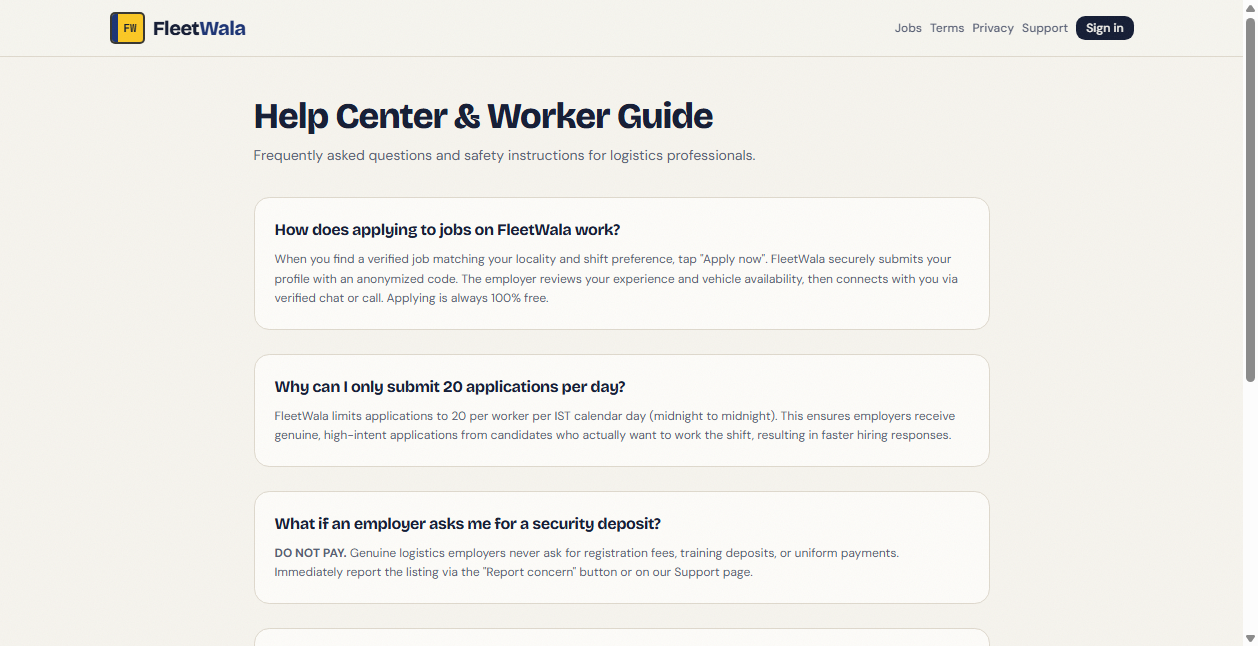 FW FleetWala
Jobs Terms Privacy Support Sign in
Help Center & Worker Guide
Frequently asked questions and safety instructions for logistics professionals.
How does applying to jobs on FleetWala work?
When you find a verified job matching your locality and shift preference, tap "Apply now". FleetWala securely submits your
profile with an anonymized code. The employer reviews your experience and vehicle availability, then connects with you via
verified chat or call. Applying is always 100% free.
Why can I only submit 20 applications per day?
FleetWala limits applications to 20 per worker per IST calendar day (midnight to midnight). This ensures employers receive
genuine, high-intent applications from candidates who actually want to work the shift, resulting in faster hiring responses.
What if an employer asks me for a security deposit?
DO NOT PAY. Genuine logistics employers never ask for registration fees, training deposits, or uniform payments.
Immediately report the listing via the "Report concern" button or on our Support page.